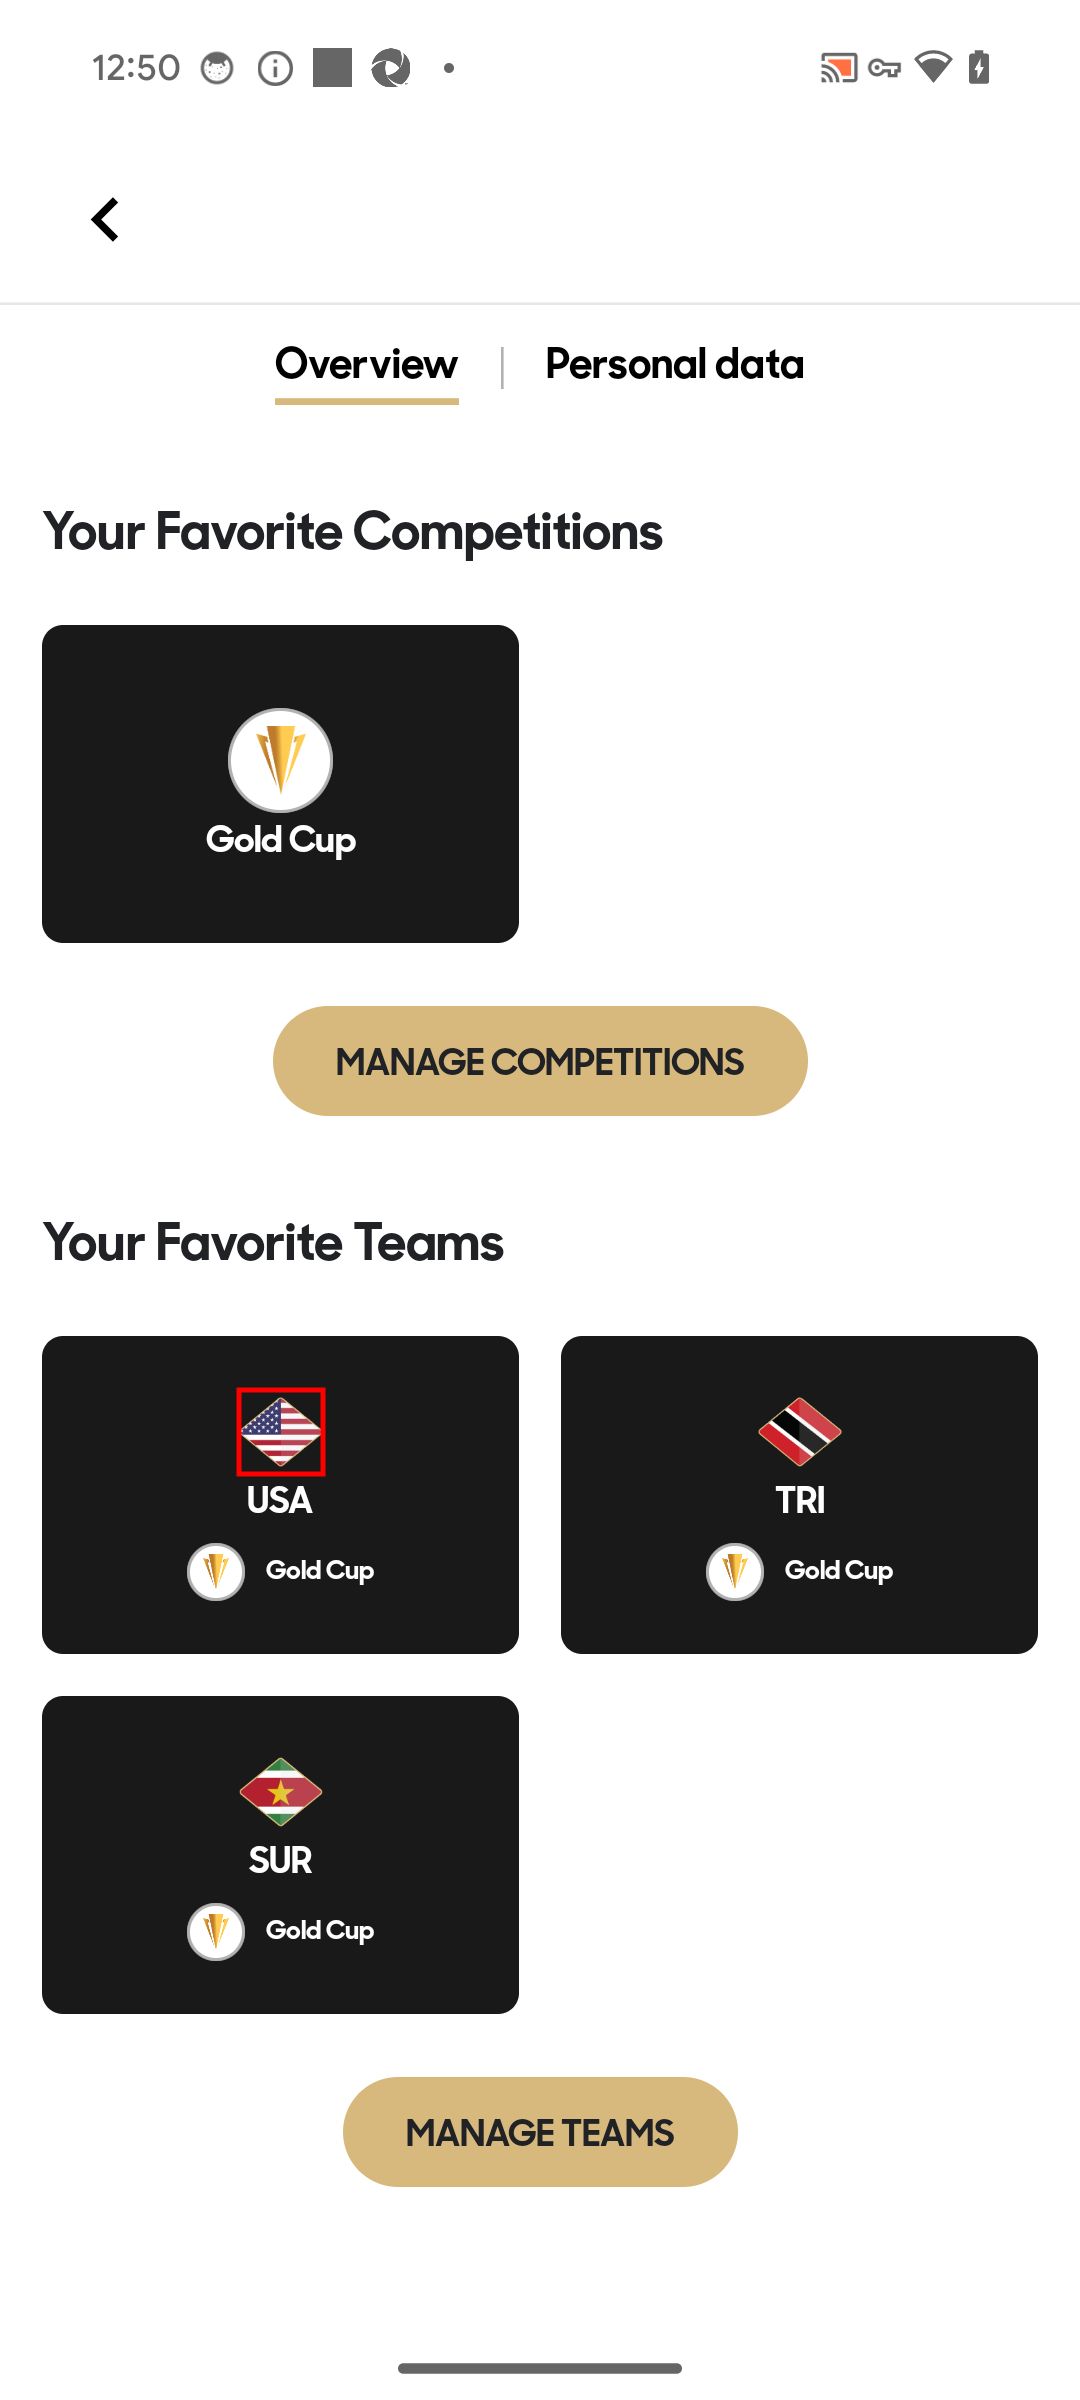 12:50
Overview
Personal data
Your Favorite Competitions
Gold Cup
MANAGE COMPETITIONS
Your Favorite Teams
USA
Gold Cup
TRI
Gold Cup
SUR
Gold Cup
MANAGE TEAMS